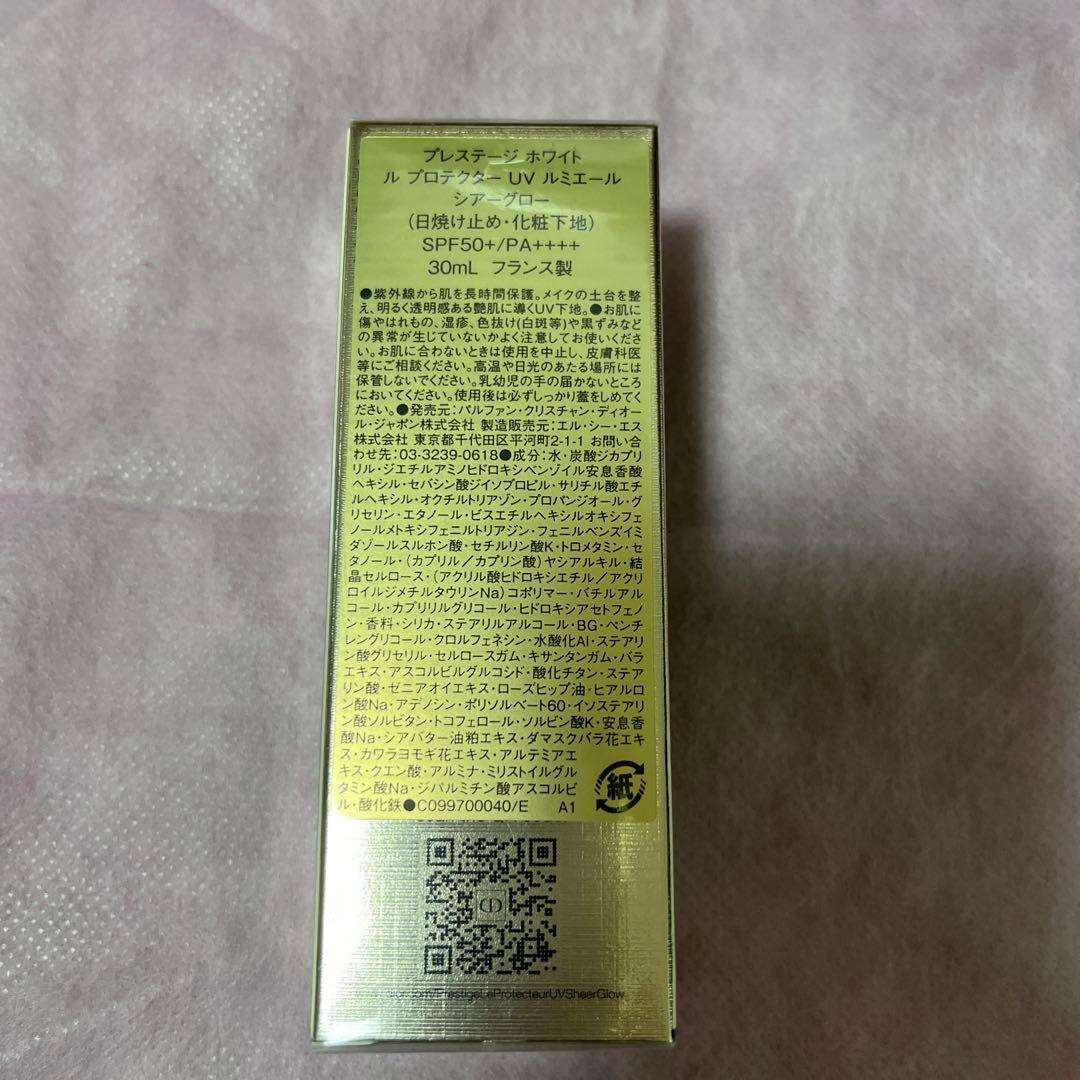 プレステージ ホワイト
ル プロテクター UV ルミエール
シアーグロー
(日焼け止め・化粧下地)
SPF50+/PA++++
30mL フランス製
●紫外線から肌を長時間保護。メイクの土台を整
え、明るく透明感ある艶肌に導くUV下地。●お肌に
傷やはれもの、湿疹、色抜け(白斑等)や黒ずみなど
の異常が生じていないかよく注意してお使いくださ
い。お肌に合わないときは使用を中止し、皮膚科医
等にご相談ください。高温や日光のあたる場所には
保管しないでください。乳幼児の手の届かないところ
においてください。使用後は必ずしっかり蓋をしめてく
ださい。●発売元:パルファン・クリスチャン・ディオー
ル・ジャポン株式会社 製造販売元:エル・シー・エス
株式会社 東京都千代田区平河町2-1-1 お問い合
わせ先:03-3239-0618●成分:水・炭酸ジカプリ
リル・ジエチルアミノヒドロキシベンゾイル安息香酸
ヘキシル・セバシン酸ジイソプロピル・サリチル酸エチ
ルヘキシル・オクチルトリアゾン・プロパンジオール・グ
リセリン・エタノール・ビスエチルヘキシルオキシフェ
ノールメトキシフェニルトリアジン・フェニルベンズイミ
ダゾールスルホン酸・セチルリン酸K・トロメタミン・セ
タノール・(カプリル/カプリン酸)ヤシアルキル・結
晶セルロース・(アクリル酸ヒドロキシエチル/アクリ
ロイルジメチルタウリンNa)コポリマー・バチルアル
コール・カプリリルグリコール・ヒドロキシアセトフェノ
ン・香料・シリカ・ステアリルアルコール・BG・ペンチ
レングリコール・クロルフェネシン・水酸化Al・ステアリ
ン酸グリセリル・セルロースガム・キサンタンガム・バラ
エキス・アスコルビルグルコシド・酸化チタン・ステア
リン酸・ゼニアオイエキス・ローズヒップ油・ヒアルロ
ン酸Na・アデノシン・ポリソルベート60・イソステアリ
ン酸ソルビタン・トコフェロール・ソルビン酸K・安息香
酸Na・シアバター油粕エキス・ダマスクバラ花エキ
ス・カワラヨモギ花エキス・アルテミアエ
キス・クエン酸・アルミナ・ミリストイルグル
タミン酸Na・ジパルミチン酸アスコルビ
ル・酸化鉄●C099700040/E A1
紙
CD
.com/PrestigeLeProtecteurUVSheerGlow